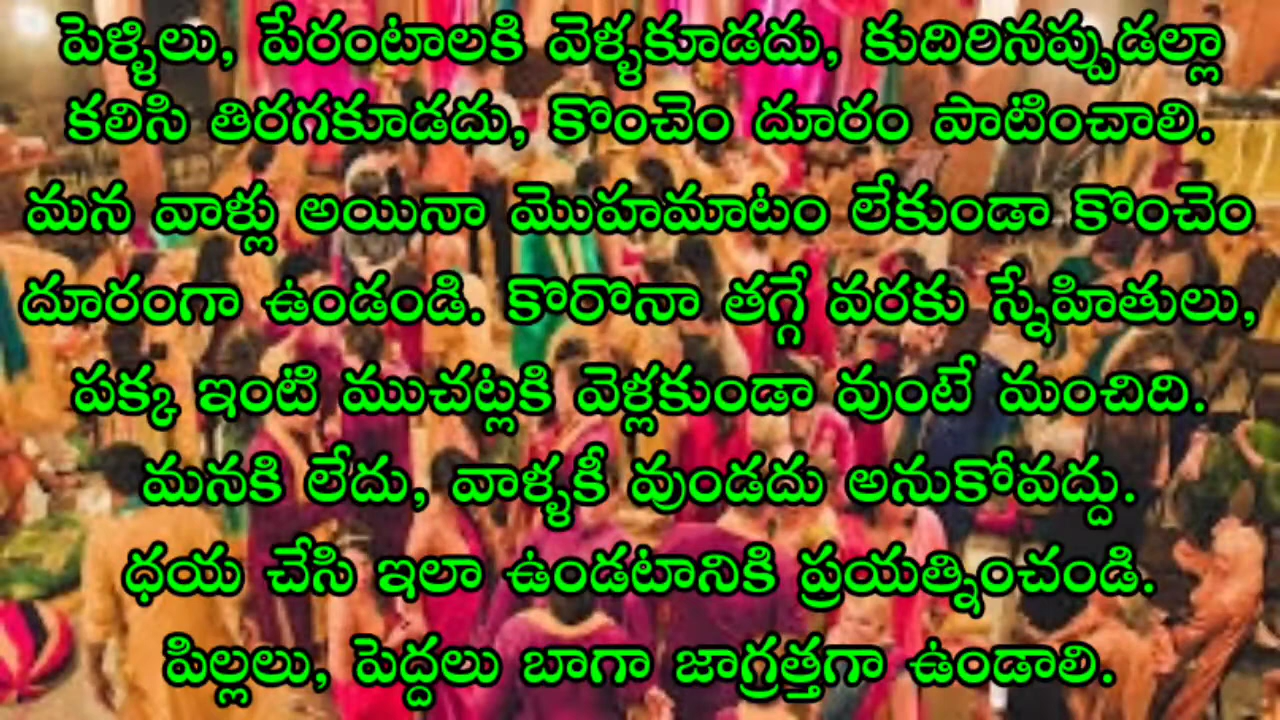 పెళ్ళిలు, పేరంటాలకి వెళ్ళకూడదు, కుదిరినప్పుడల్లా
కలిసి తిరగకూడదు, కొంచెం దూరం పాటించాలి.
మన వాళ్లు అయినా మొహమాటం లేకుండా కొంచెం
దూరంగా ఉండండి. కొరొనా తగ్గే వరకు స్నేహితులు,
పక్క ఇంటి ముచట్లకి వెళ్లకుండా వుంటే మంచిది.
మనకి లేదు, వాళ్ళకీ వుండదు అనుకోవద్దు.
ధయ చేసి ఇలా ఉండటానికి ప్రయత్నించండి.
పిల్లలు, పెద్దలు బాగా జాగ్రత్తగా ఉండాలి.